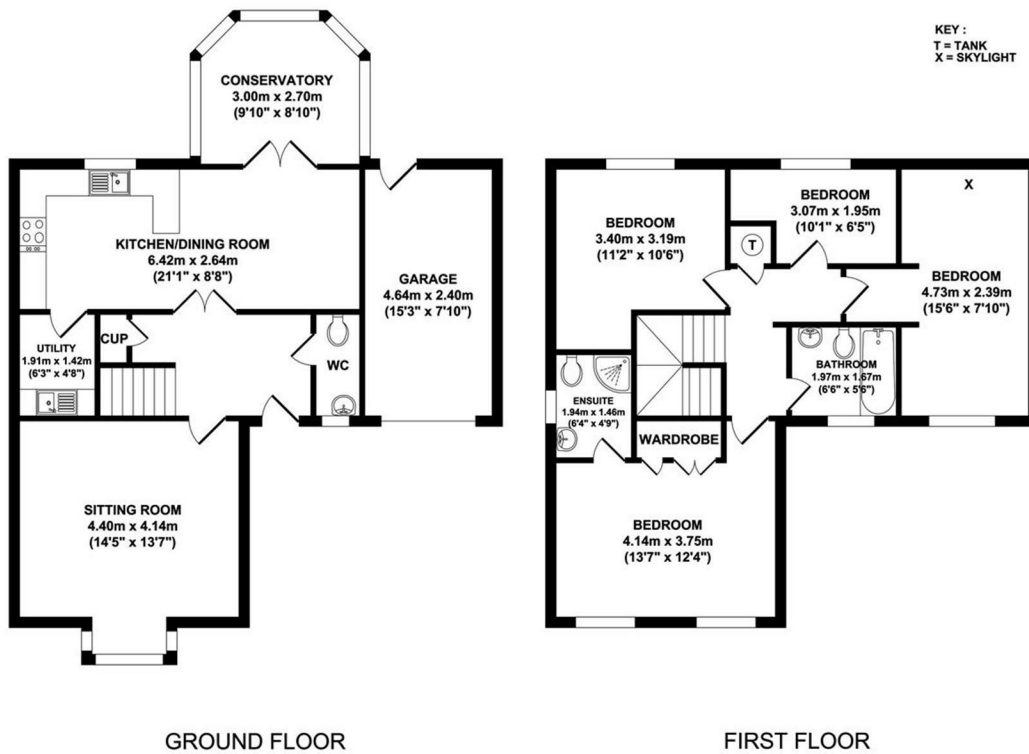 KEY :
T = TANK
X = SKYLIGHT
CONSERVATORY
3.00m x 2.70m
(9'10" x 8'10")
KITCHEN/DINING ROOM
6.42m x 2.64m
(21'1" x 8'8")
GARAGE
4.64m x 2.40m
(15'3" x 7'10")
UTILITY
1.91m x 1.42m
(6'3" x 4'8")
CUP
WC
SITTING ROOM
4.40m x 4.14m
(14'5" x 13'7")
GROUND FLOOR
BEDROOM
3.40m x 3.19m
(11'2" x 10'6")
T
BEDROOM
3.07m x 1.95m
(10'1" x 6'5")
X
BEDROOM
4.73m x 2.39m
(15'6" x 7'10")
BATHROOM
1.97m x 1.67m
(6'6" x 5'6")
ENSUITE
1.94m x 1.46m
(6'4" x 4'9")
WARDROBE
BEDROOM
4.14m x 3.75m
(13'7" x 12'4")
FIRST FLOOR